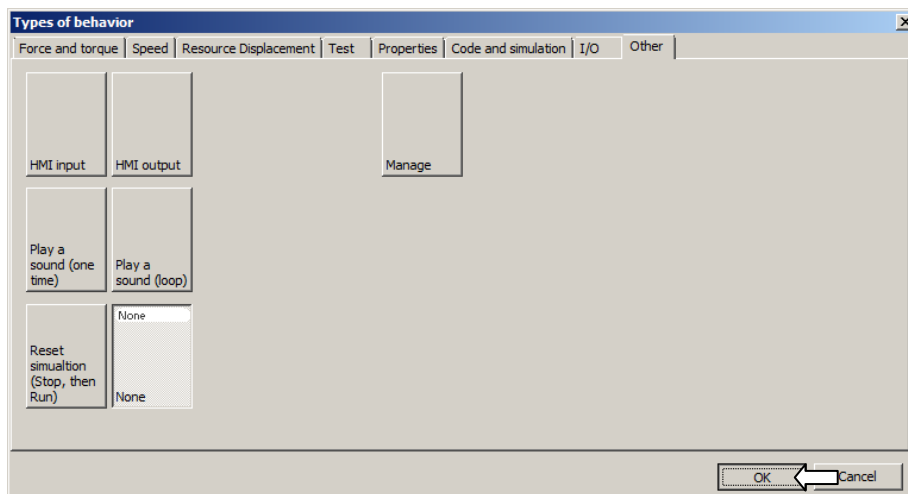 Types of behavior
Force and torque
Speed
Resource Displacement
Test
Properties
Code and simulation
I/O
Other
HMI input
HMI output
Manage
Play a
sound (one
time)
Play a
sound (loop)
Reset
simualtion
(Stop, then
Run)
None
None
OK
Cancel